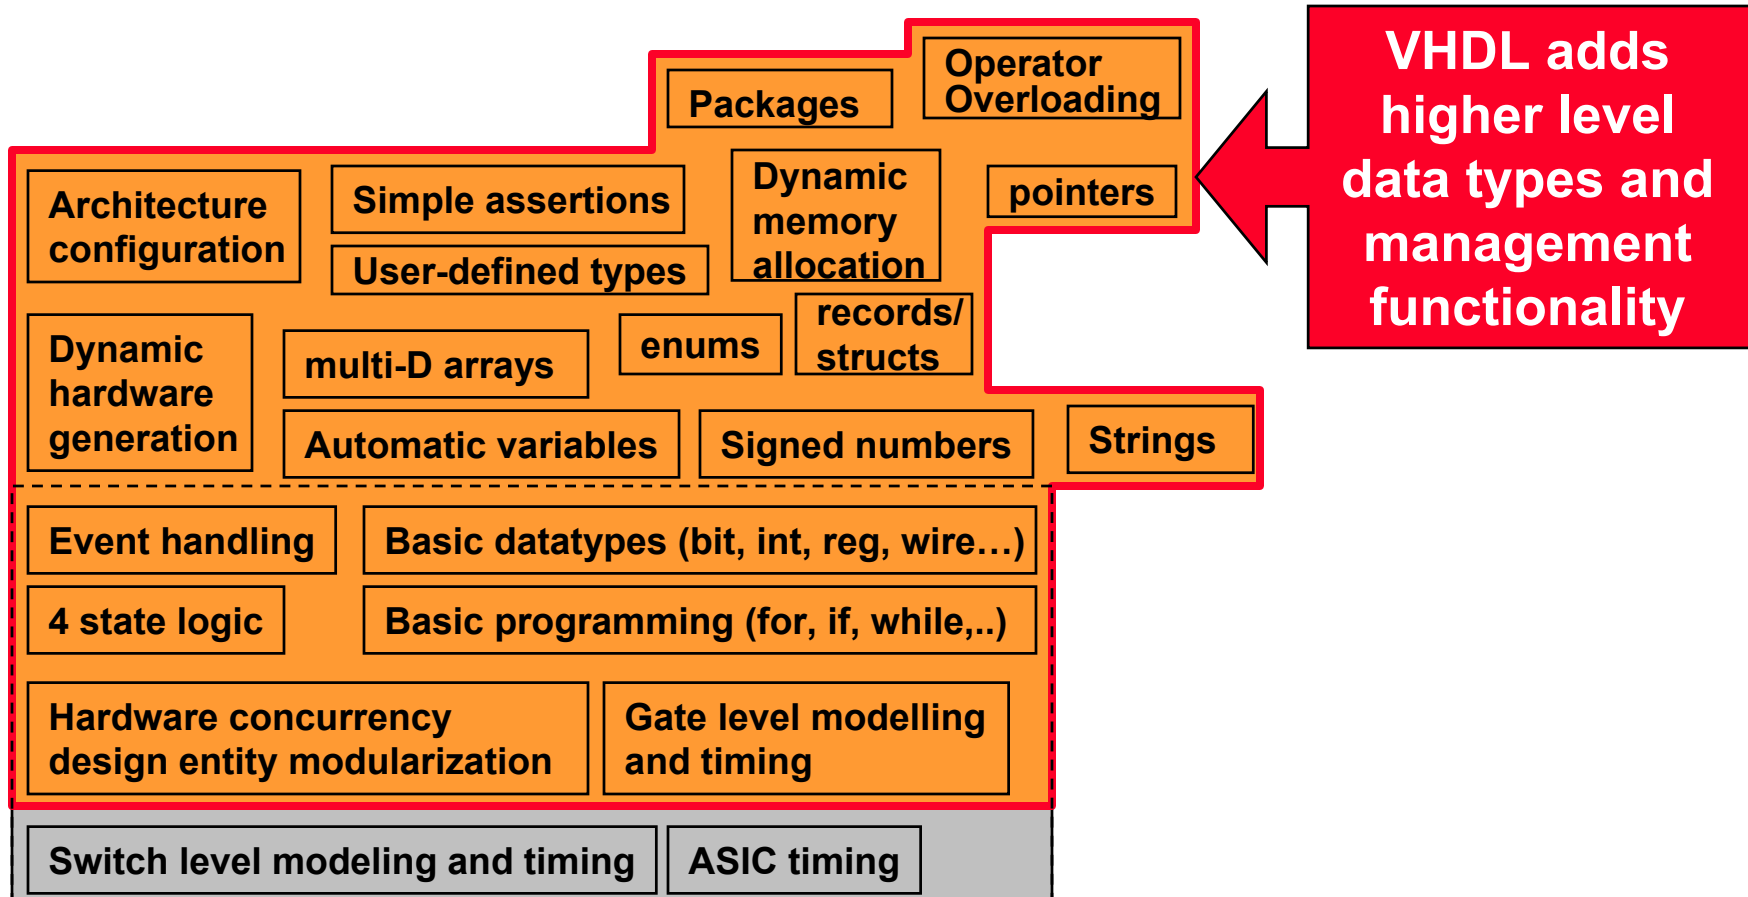 Operator
Overloading
Packages
VHDL adds
higher level
data types and
management
functionality
Architecture
configuration
Simple assertions
User-defined types
Dynamic
memory
allocation
pointers
Dynamic
hardware
generation
multi-D arrays
enums
records/
structs
Automatic variables
Signed numbers
Strings
Event handling
Basic datatypes (bit, int, reg, wire…)
4 state logic
Basic programming (for, if, while,..)
Hardware concurrency
design entity modularization
Gate level modelling
and timing
Switch level modeling and timing
ASIC timing